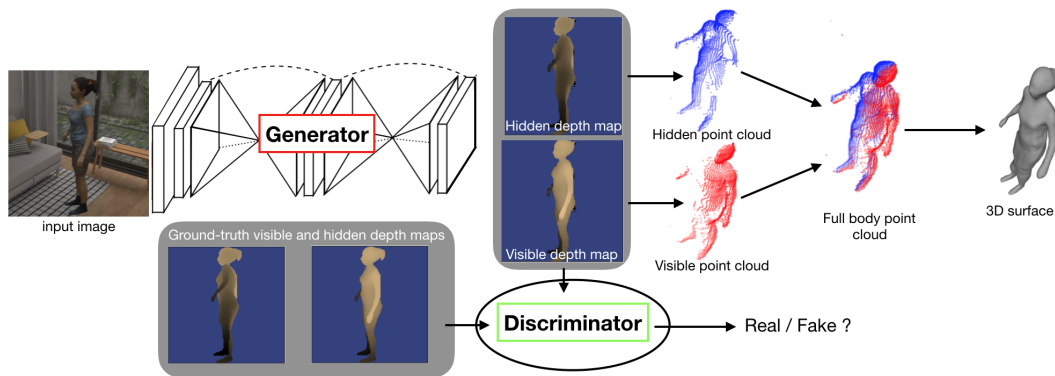 Generator
input image
Hidden depth map
Visible depth map
Hidden point cloud
Visible point cloud
Full body point
cloud
3D surface
Ground-truth visible and hidden depth maps
Discriminator
Real / Fake ?